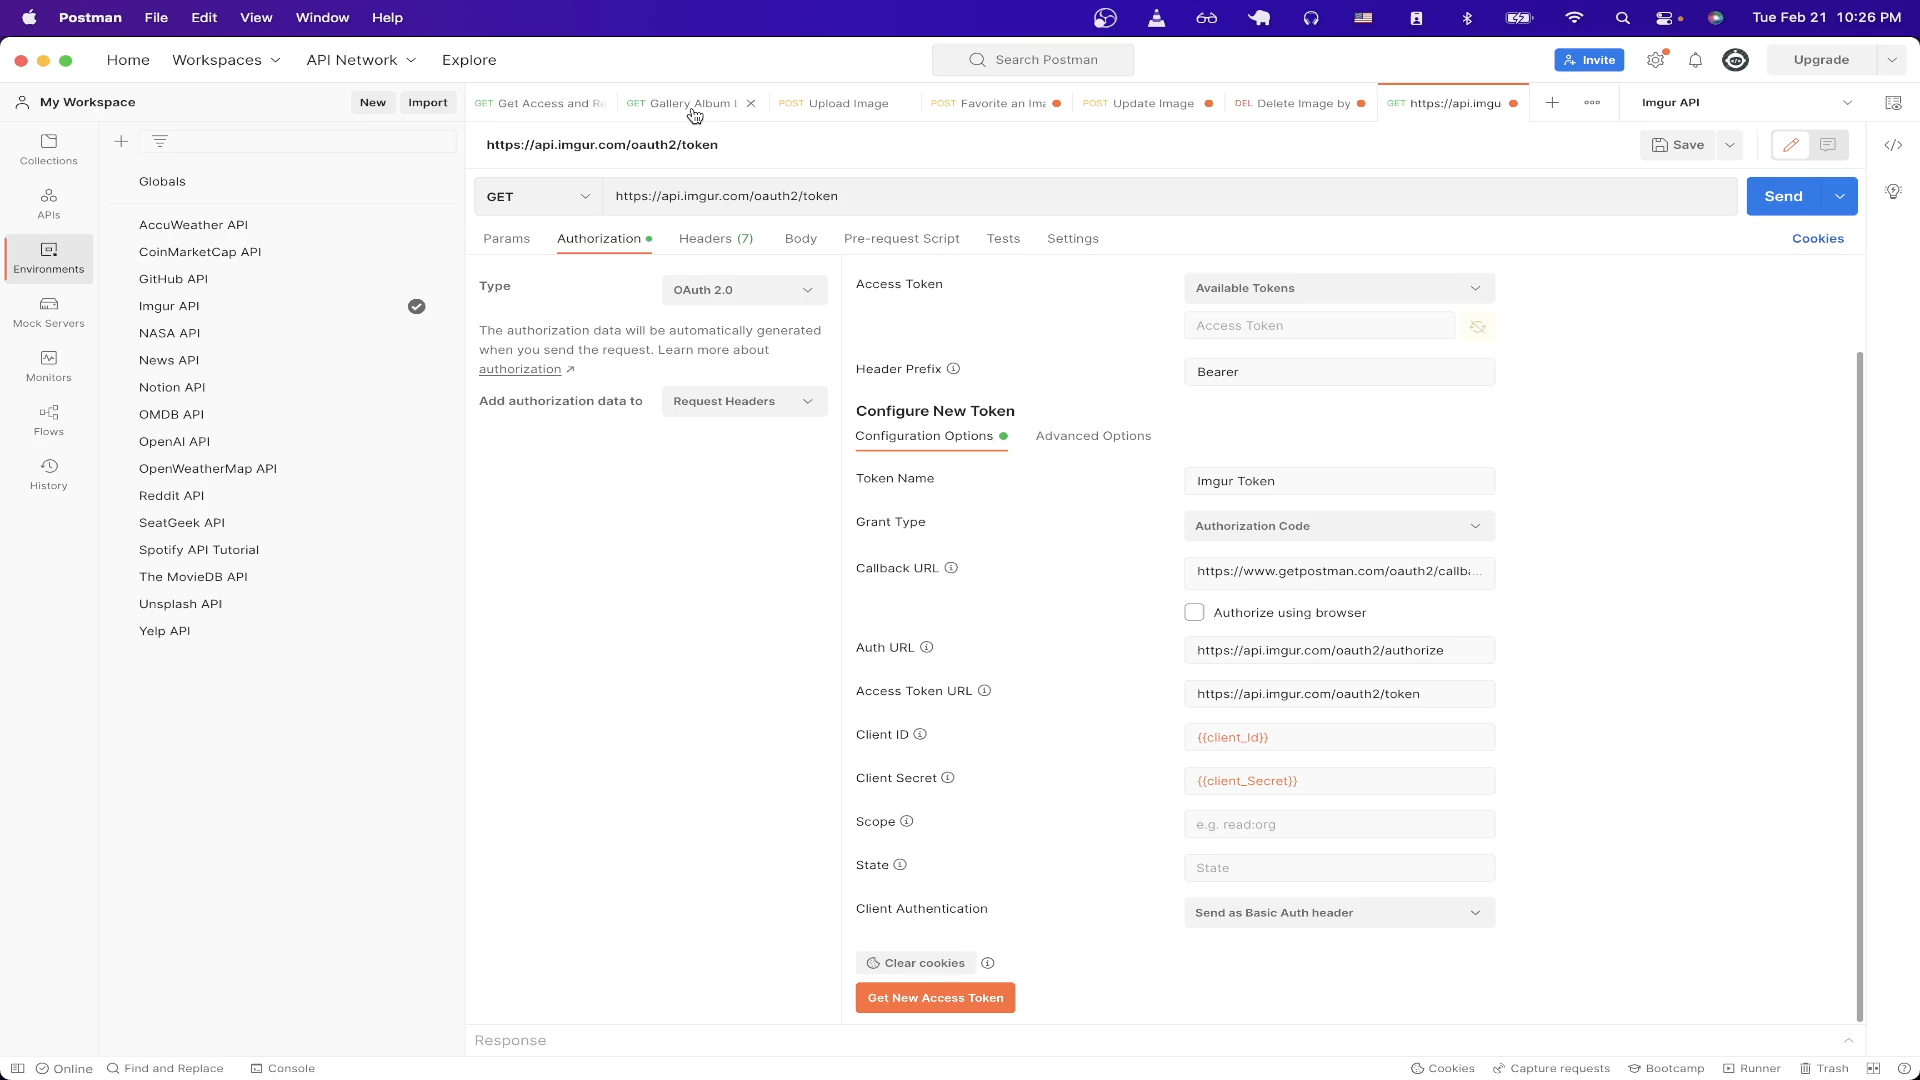 Postman File Edit View Window Help Tue Feb 21 10:26 PM
Home Workspaces API Network Explore Search Postman Invite Upgrade
My Workspace New Import
GET Get Access and Re GET Gallery Album I POST Upload Image POST Favorite an Ima POST Update Image DEL Delete Image by GET https://api.imgu Imgur API
Collections
APIs
Environments
Mock Servers
Monitors
Flows
History
Globals
AccuWeather API
CoinMarketCap API
GitHub API
Imgur API
NASA API
News API
Notion API
OMDB API
OpenAI API
OpenWeatherMap API
Reddit API
SeatGeek API
Spotify API Tutorial
The MovieDB API
Unsplash API
Yelp API
https://api.imgur.com/oauth2/token Save
GET https://api.imgur.com/oauth2/token Send
Params Authorization Headers (7) Body Pre-request Script Tests Settings Cookies
Type OAuth 2.0
The authorization data will be automatically generated
when you send the request. Learn more about
authorization ↗
Add authorization data to Request Headers
Access Token Available Tokens
Access Token
Header Prefix Bearer
Configure New Token
Configuration Options Advanced Options
Token Name Imgur Token
Grant Type Authorization Code
Callback URL https://www.getpostman.com/oauth2/callb...
Authorize using browser
Auth URL https://api.imgur.com/oauth2/authorize
Access Token URL https://api.imgur.com/oauth2/token
Client ID {{client_Id}}
Client Secret {{client_Secret}}
Scope e.g. read:org
State State
Client Authentication Send as Basic Auth header
Clear cookies
Get New Access Token
Response
Online Find and Replace Console Cookies Capture requests Bootcamp Runner Trash